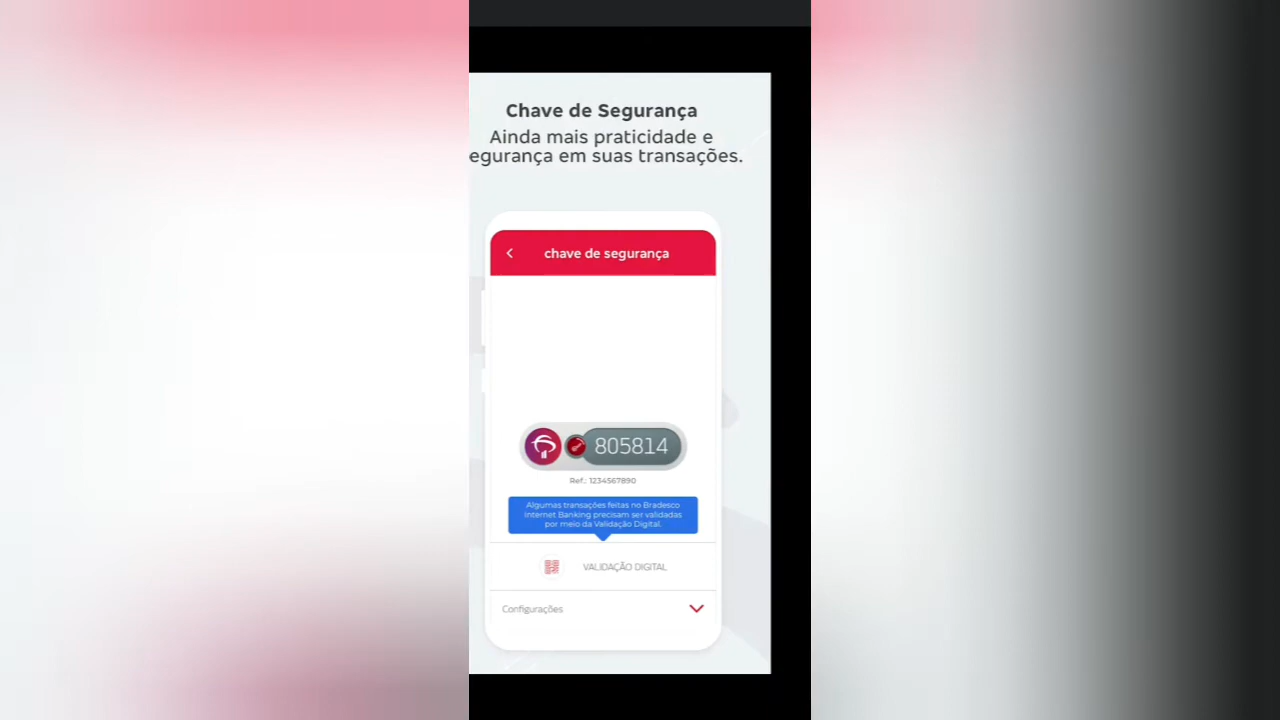 Chave de Segurança
Ainda mais praticidade e
egurança em suas transações.
chave de segurança
805814
Ref.: 1234567890
Algumas transações feitas no Bradesco
Internet Banking precisam ser validadas
por meio da Validação Digital.
VALIDAÇÃO DIGITAL
Configurações